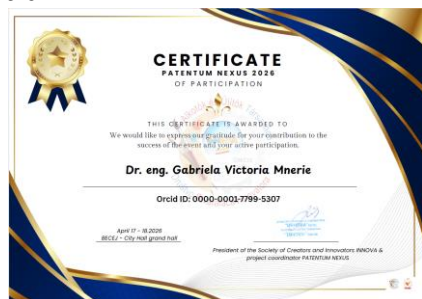 CERTIFICATE
PATENTUM NEXUS 2026
OF PARTICIPATION
THIS CERTIFICATE IS AWARDED TO
We would like to express our gratitude for your contribution to the
success of the event and your active participation.
Dr. eng. Gabriela Victoria Mnerie
Orcid ID: 0000-0001-7799-5307
April 17 - 18.2026
BECEJ - City Hall grand hall
President of the Society of Creators and Innovators INNOVA &
project coordinator PATENTUM NEXUS